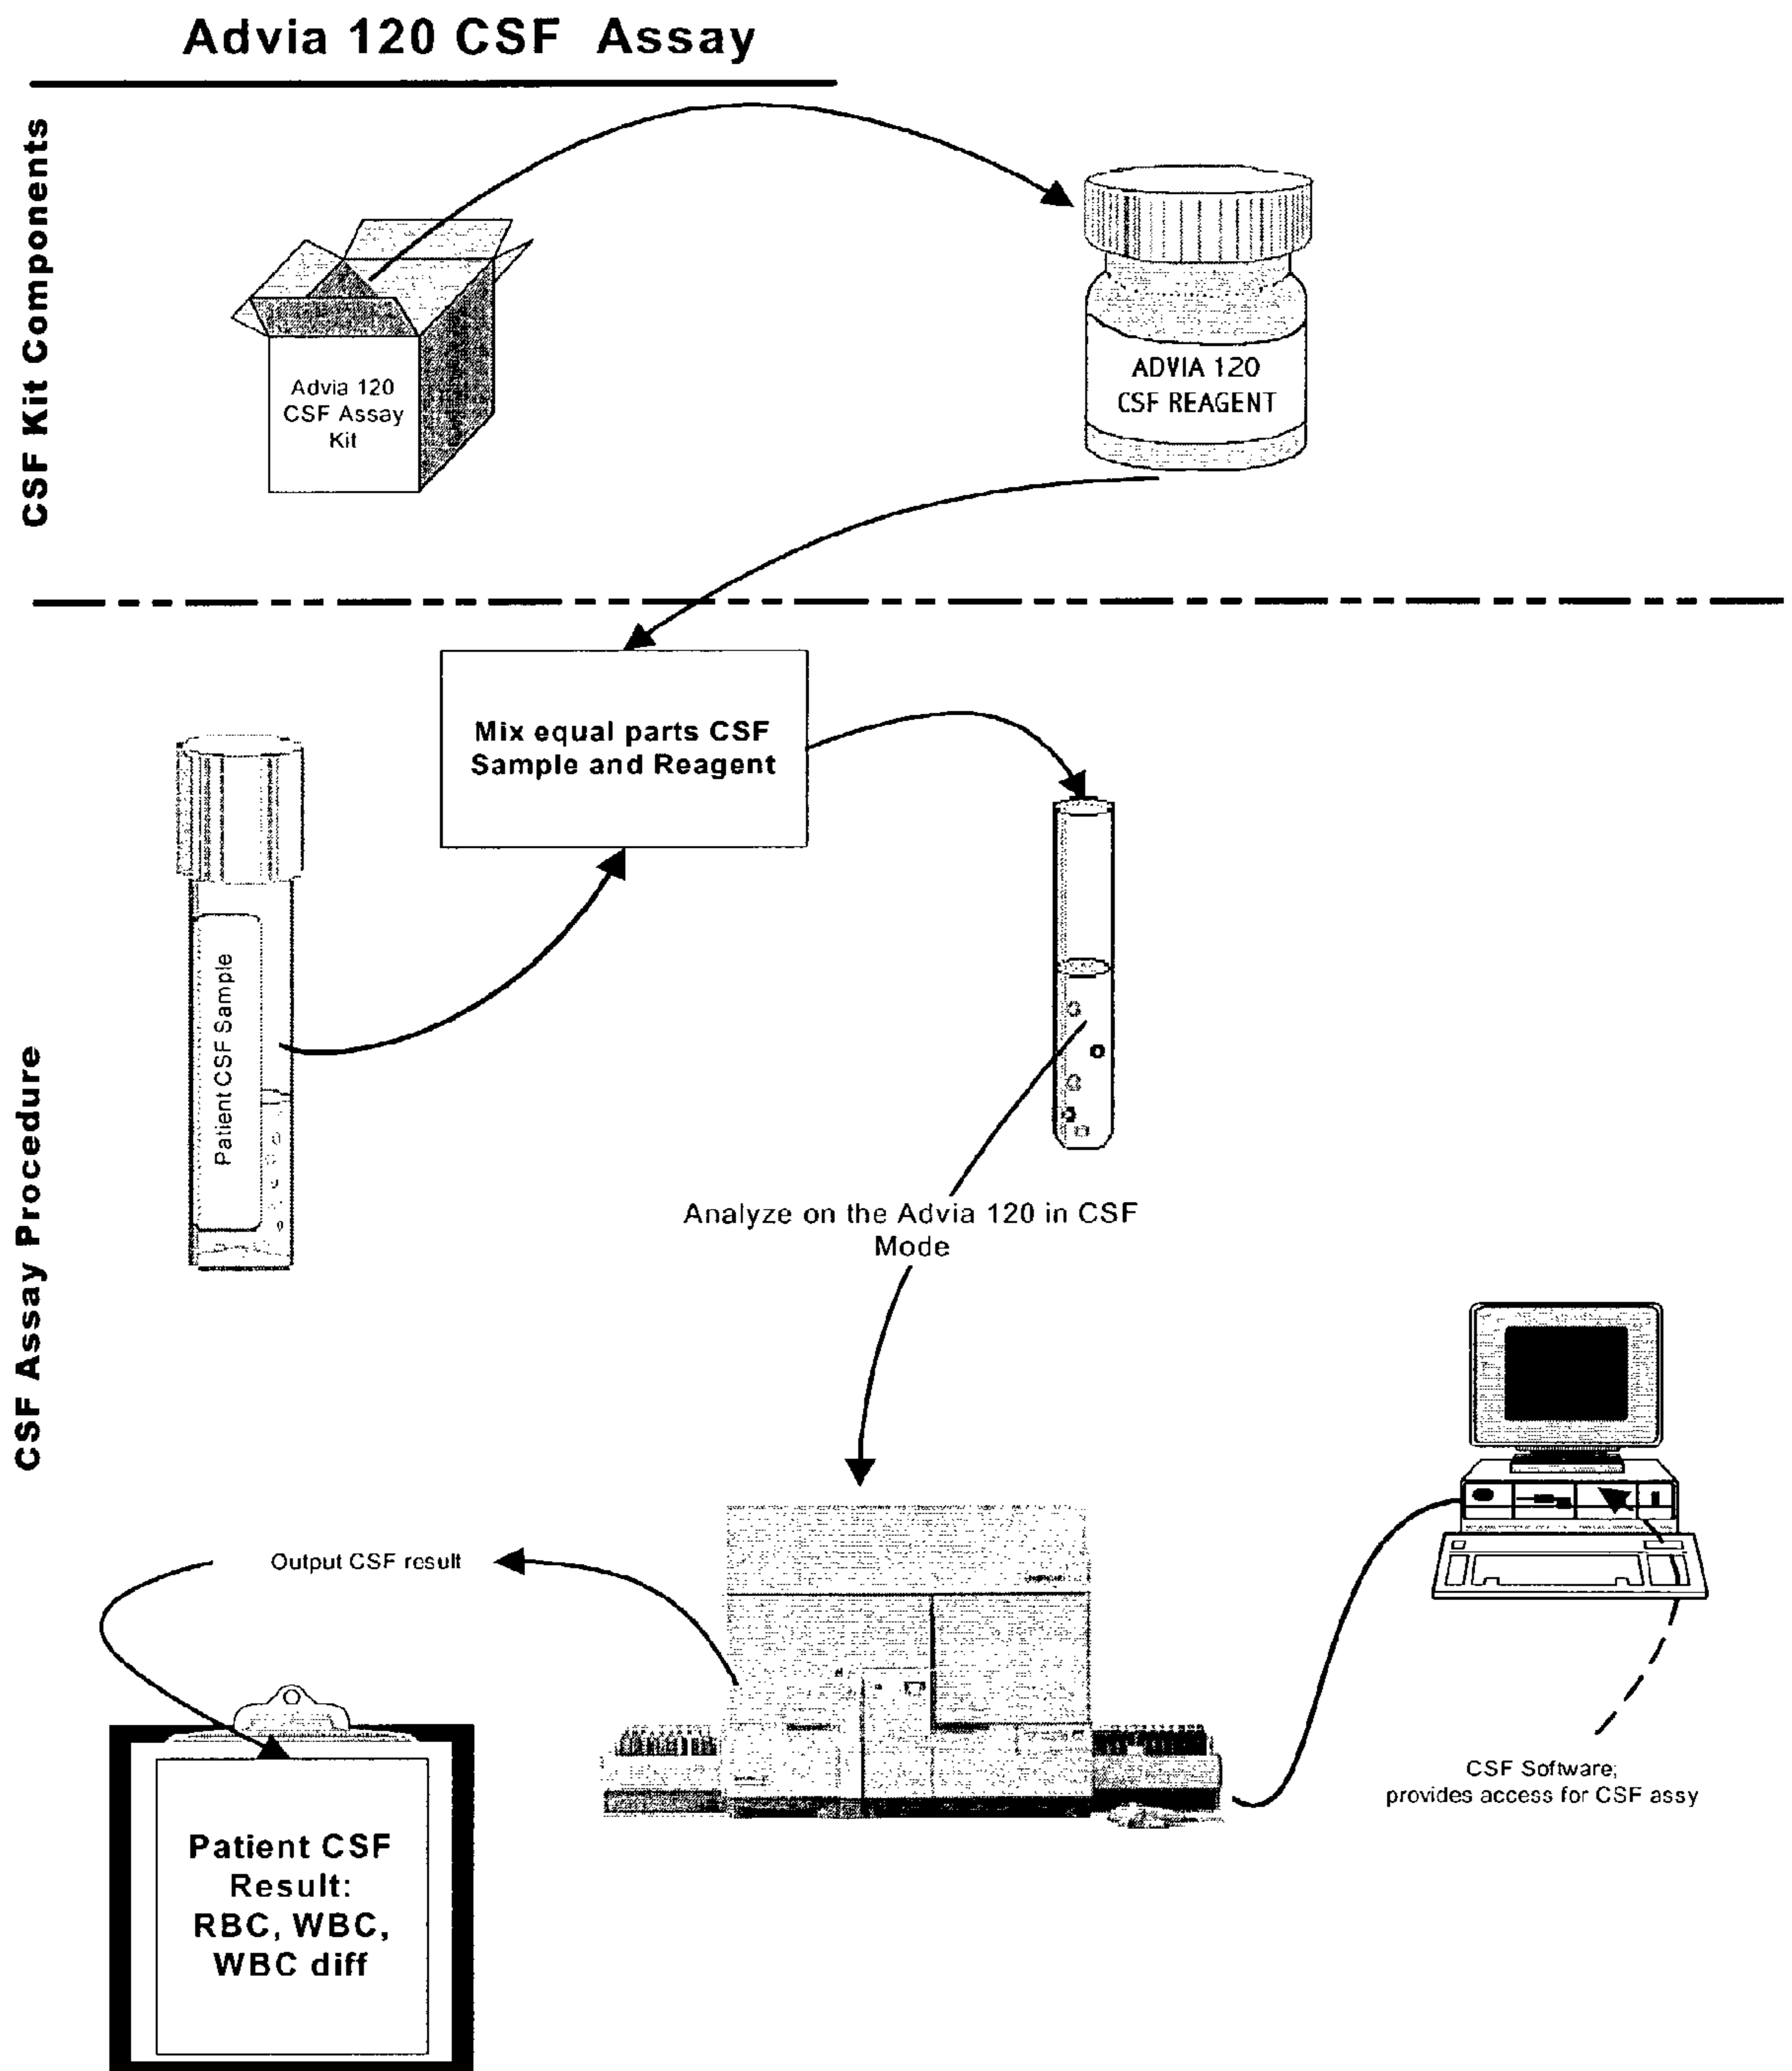 Advia 120 CSF Assay
CSF Kit Components
Advia 120
CSF Assay
Kit
ADVIA 120
CSF REAGENT
Mix equal parts CSF
Sample and Reagent
Patient CSF Sample
CSF Assay Procedure
Analyze on the Advia 120 in CSF
Mode
Output CSF result
CSF Software;
provides access for CSF assy
Patient CSF
Result:
RBC, WBC,
WBC diff